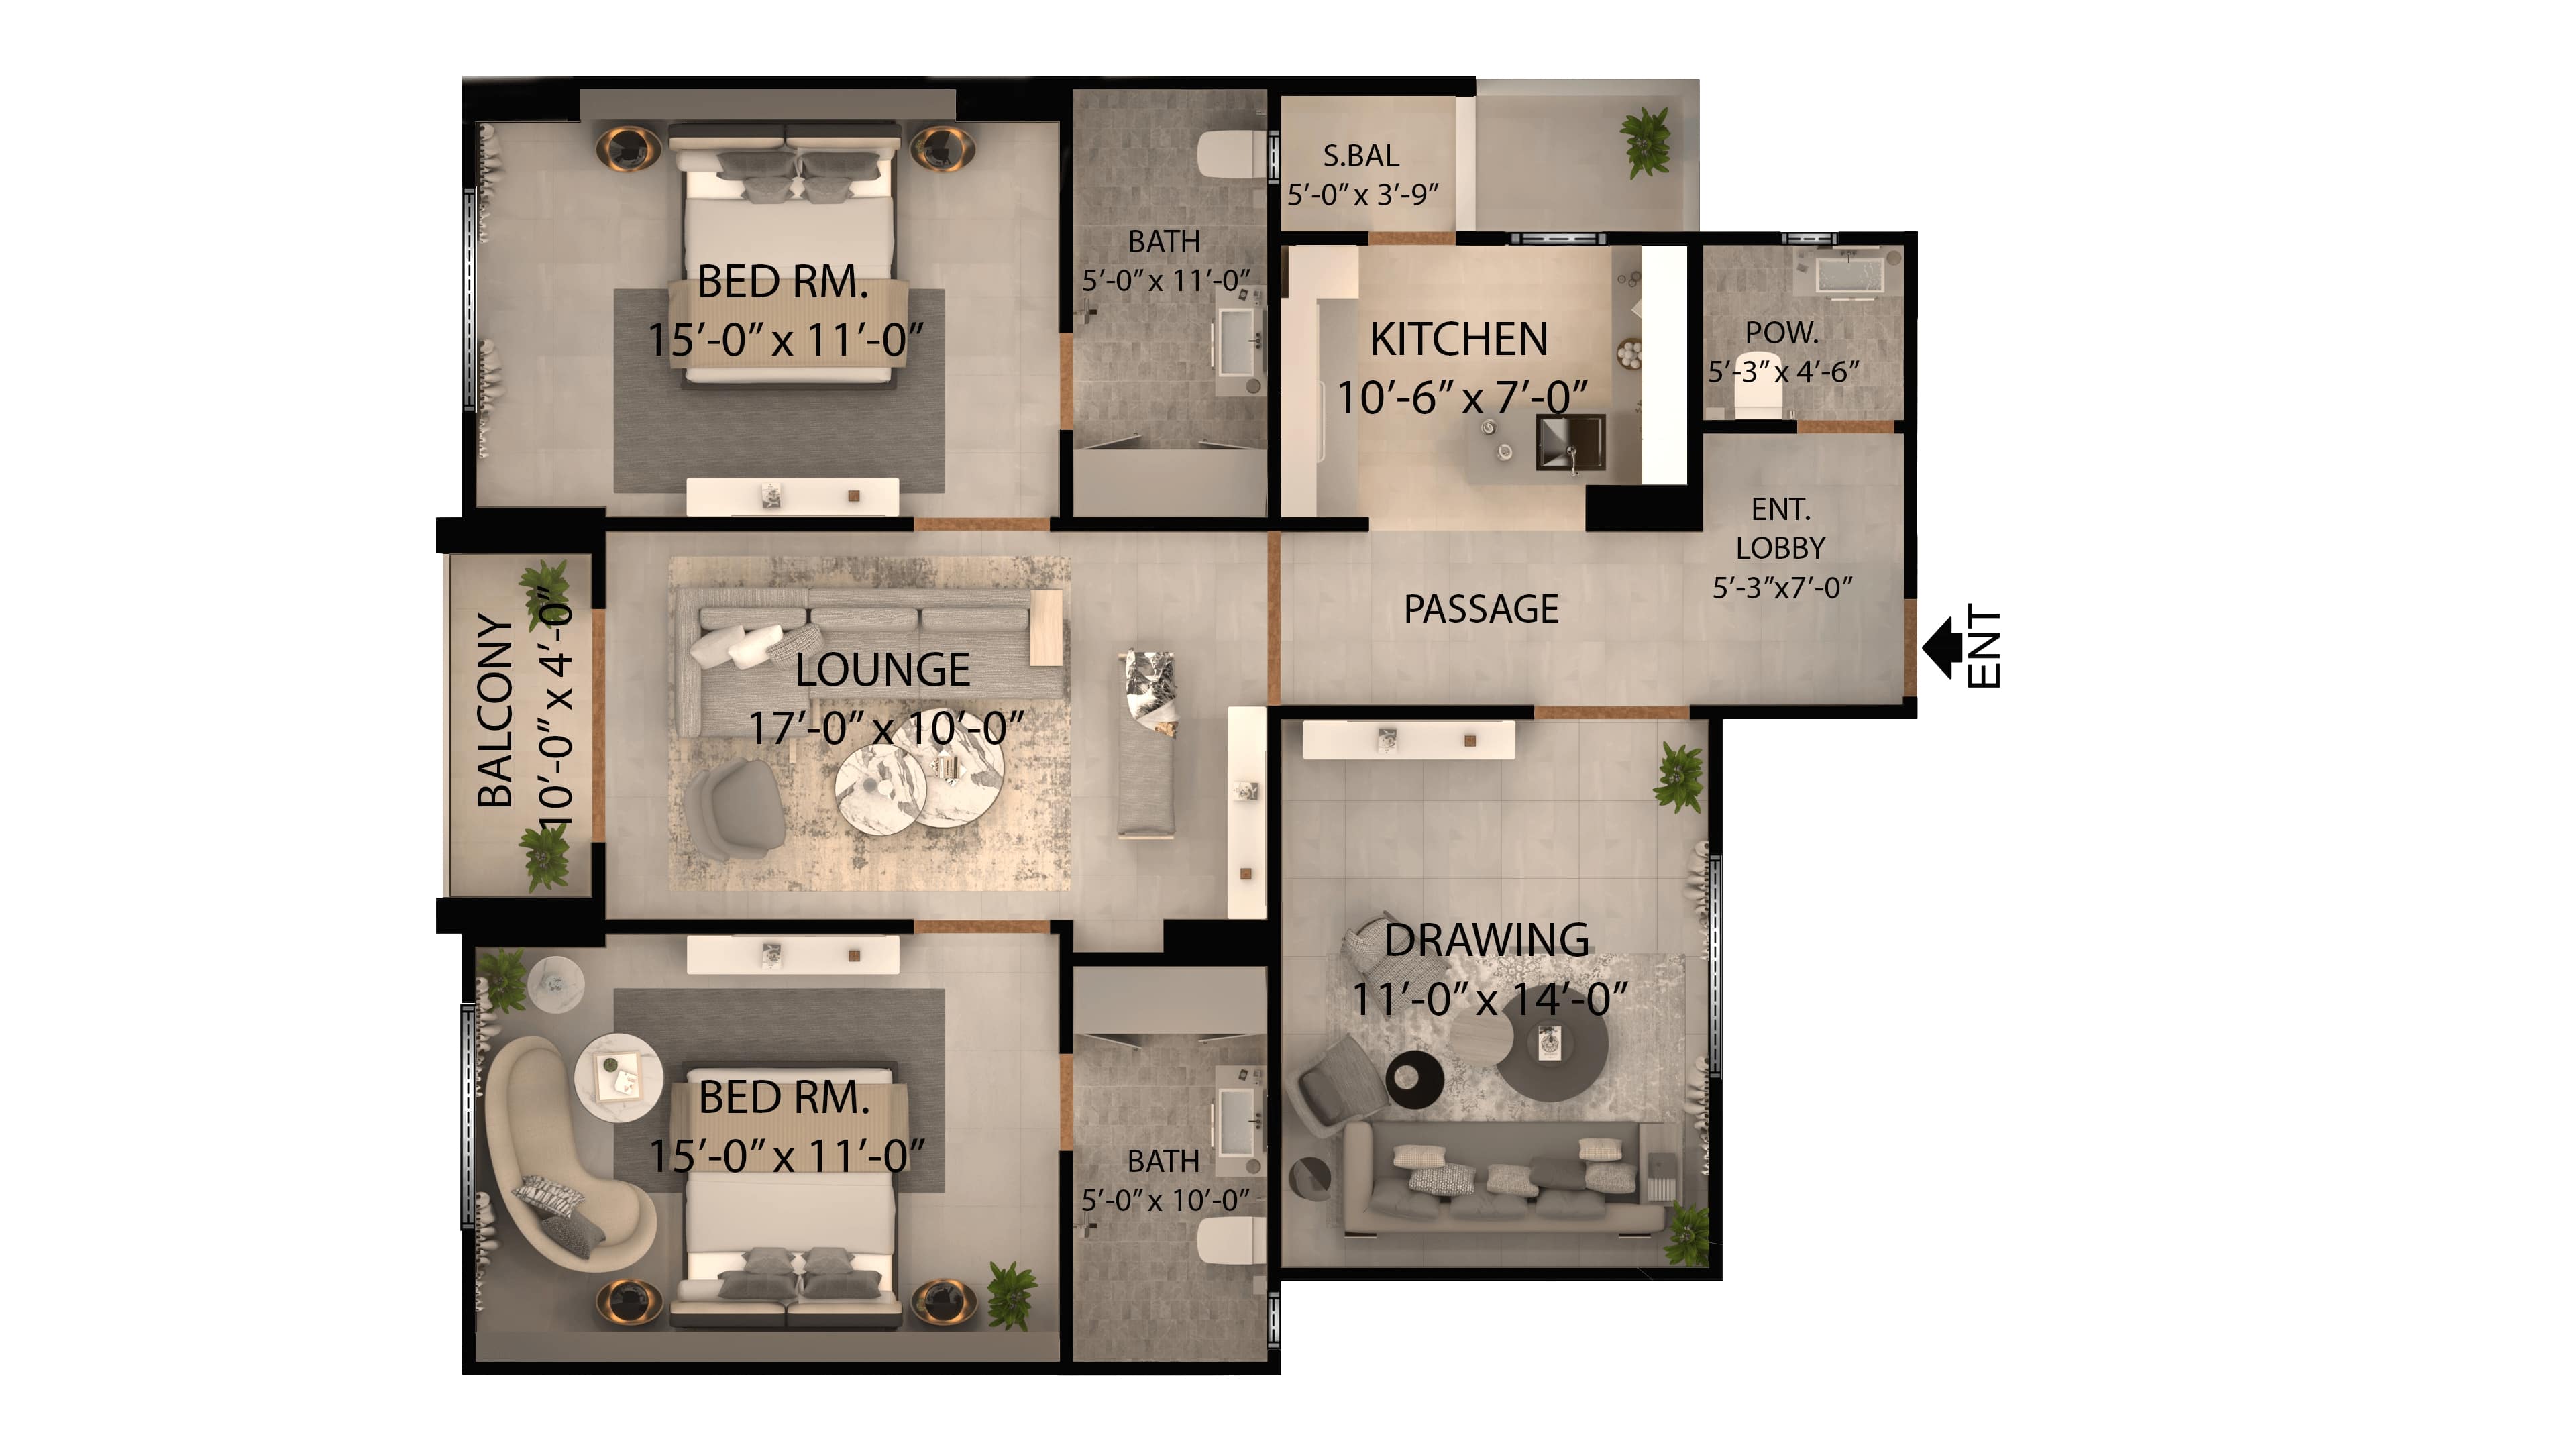 BED RM.
15’-0” x 11’-0”
BATH
5’-0” x 11’-0”
S.BAL
5’-0” x 3’-9”
KITCHEN
10’-6” x 7’-0”
POW.
5’-3” x 4’-6”
ENT.
LOBBY
5’-3”x7’-0”
PASSAGE
ENT
BALCONY
10’-0” x 4’-0”
LOUNGE
17’-0” x 10’-0”
DRAWING
11’-0” x 14’-0”
BED RM.
15’-0” x 11’-0”
BATH
5’-0” x 10’-0”